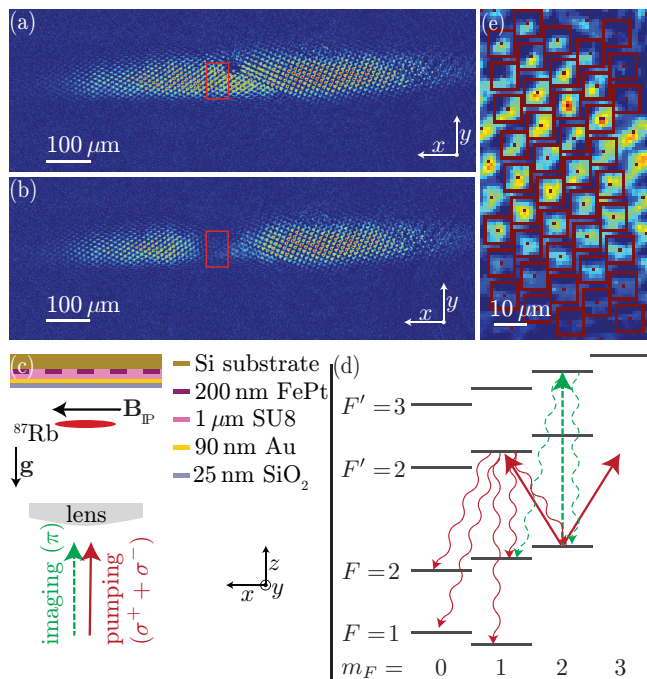 (a)
100 μm
x
y
(b)
100 μm
x
y
(e)
10 μm
(c)
Si substrate
200 nm FePt
1 μm SU8
90 nm Au
25 nm SiO₂
B_IP
⁸⁷Rb
g
lens
imaging (π)
pumping
(σ⁺ + σ⁻)
z
x
y
(d)
F′ = 3
F′ = 2
F = 2
F = 1
m_F = 0 1 2 3